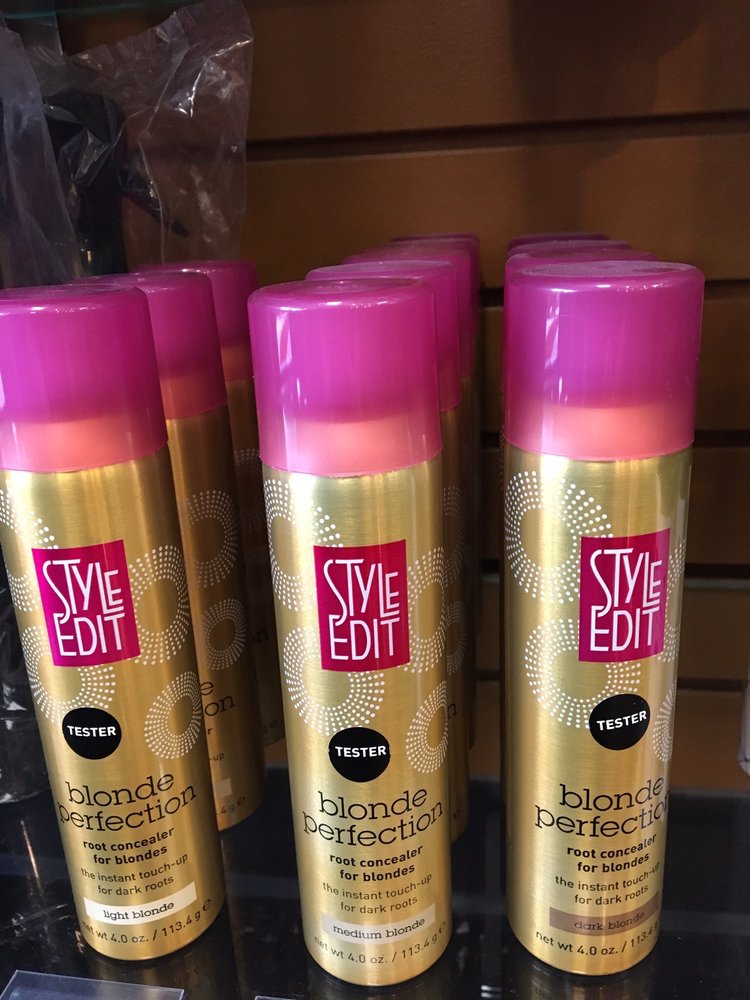 STYLE
EDIT
TESTER
blonde
perfection
root concealer
for blondes
the instant touch-up
for dark roots
light blonde
net wt 4.0 oz. / 113.4 g e
STYLE
EDIT
TESTER
blonde
perfection
root concealer
for blondes
the instant touch-up
for dark roots
medium blonde
net wt 4.0 oz. / 113.4 g
STYLE
EDIT
TESTER
blonde
perfection
root concealer
for blondes
the instant touch-up
for dark roots
dark blonde
net wt 4.0 oz. / 113.4 g